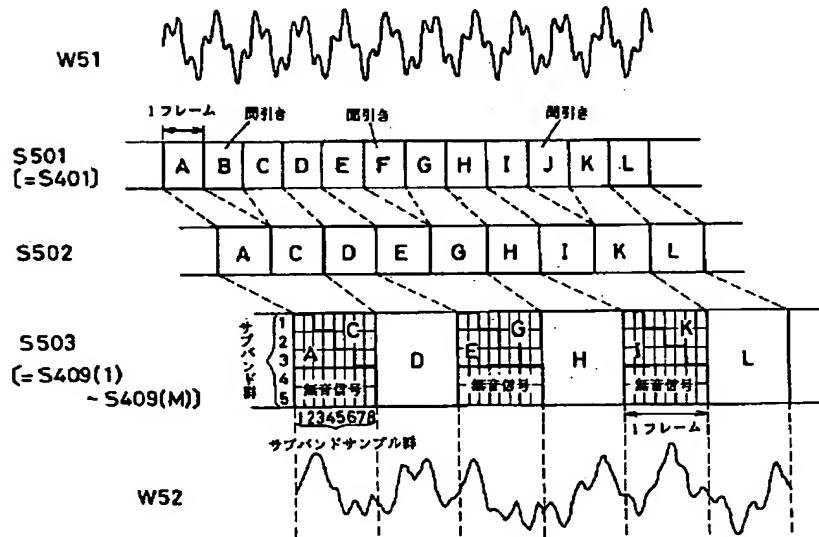 W51
1フレーム
間引き
間引き
間引き
S501
[=S401]
A B C D E F G H I J K L
S502
A C D E G H I K L
S503
[=S409(1)
~S409(M)]
サブバンド群
1
2
3
4
5
A C
無音信号
D
E G
無音信号
H
I K
無音信号
L
12345678
1フレーム
サブバンドサンプル群
W52